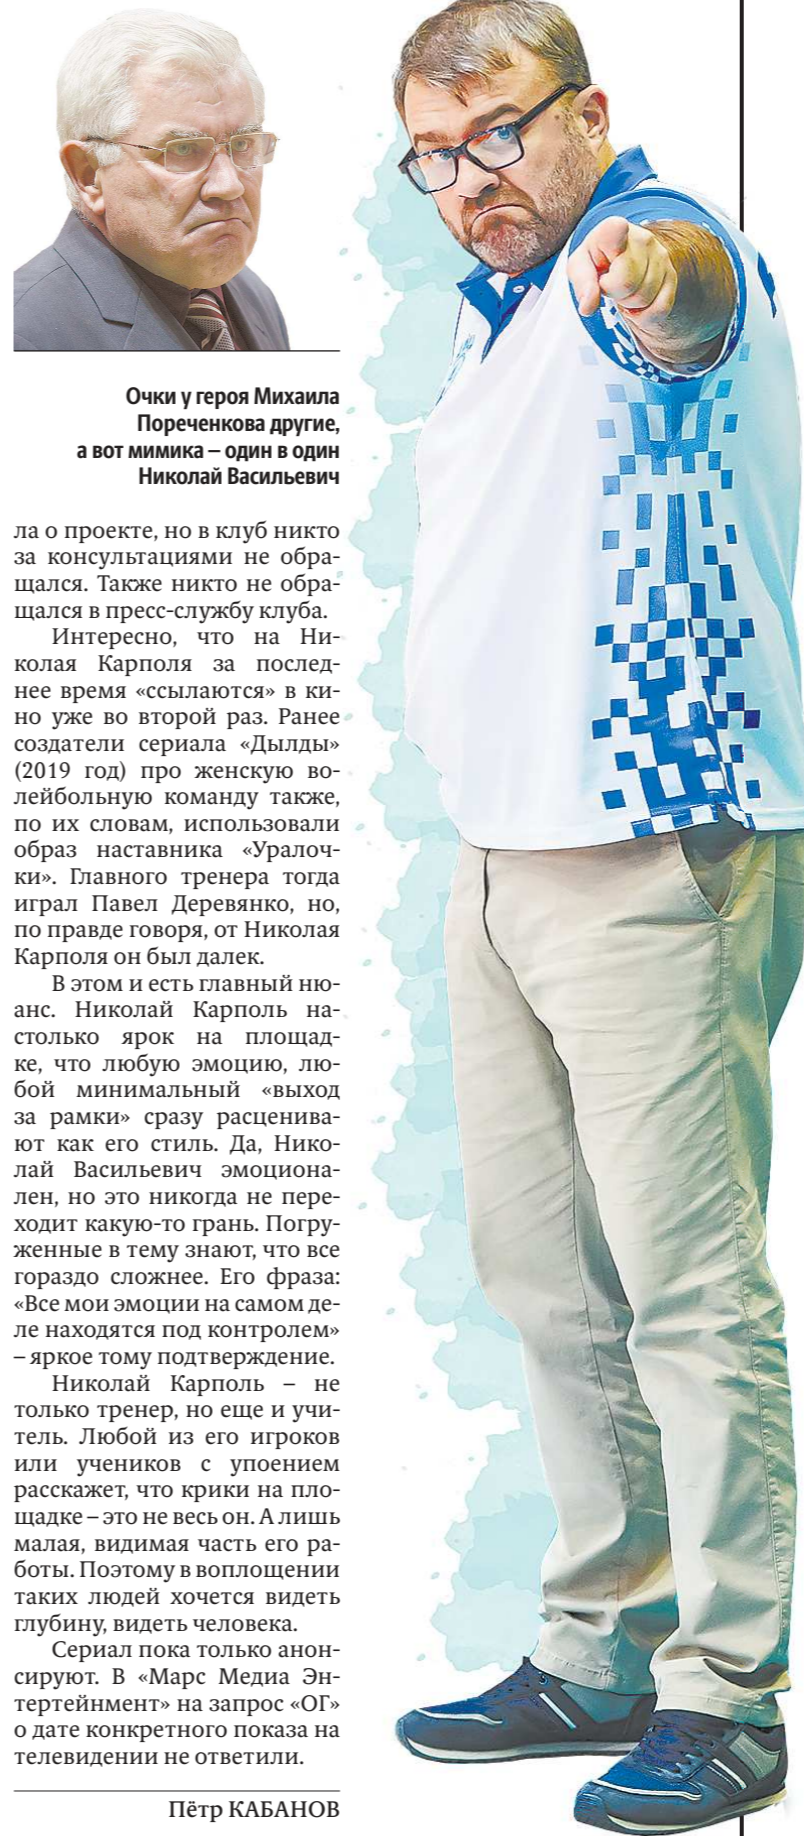 Очки у героя Михаила
Пореченкова другие,
а вот мимика – один в один
Николай Васильевич
ла о проекте, но в клуб никто
за консультациями не обра-
щался. Также никто не обра-
щался в пресс-службу клуба.
Интересно, что на Ни-
колая Карполя за послед-
нее время «ссылаются» в ки-
но уже во второй раз. Ранее
создатели сериала «Дылды»
(2019 год) про женскую во-
лейбольную команду также,
по их словам, использовали
образ наставника «Уралоч-
ки». Главного тренера тогда
играл Павел Деревянко, но,
по правде говоря, от Николая
Карполя он был далек.
В этом и есть главный ню-
анс. Николай Карполь на-
столько ярок на площад-
ке, что любую эмоцию, лю-
бой минимальный «выход
за рамки» сразу расценива-
ют как его стиль. Да, Нико-
лай Васильевич эмоциона-
лен, но это никогда не пере-
ходит какую-то грань. Погру-
женные в тему знают, что все
гораздо сложнее. Его фраза:
«Все мои эмоции на самом де-
ле находятся под контролем»
– яркое тому подтверждение.
Николай Карполь – не
только тренер, но еще и учи-
тель. Любой из его игроков
или учеников с упоением
расскажет, что крики на пло-
щадке – это не весь он. А лишь
малая, видимая часть его ра-
боты. Поэтому в воплощении
таких людей хочется видеть
глубину, видеть человека.
Сериал пока только анон-
сируют. В «Марс Медиа Эн-
тертейнмент» на запрос «ОГ»
о дате конкретного показа на
телевидении не ответили.
Пётр КАБАНОВ